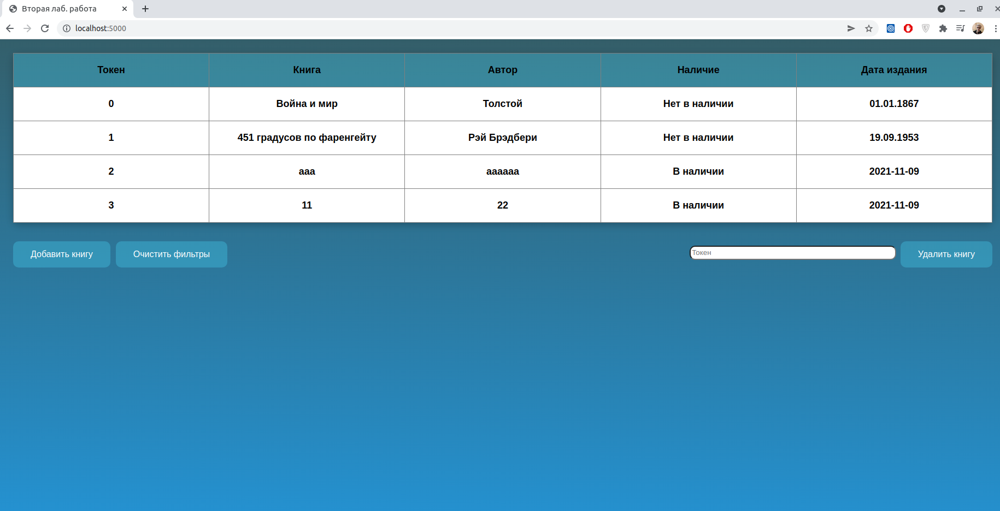 Вторая лаб. работа
localhost:5000
Токен Книга Автор Наличие Дата издания
0 Война и мир Толстой Нет в наличии 01.01.1867
1 451 градусов по фаренгейту Рэй Брэдбери Нет в наличии 19.09.1953
2 ааа аааааа В наличии 2021-11-09
3 11 22 В наличии 2021-11-09
Добавить книгу Очистить фильтры Токен Удалить книгу